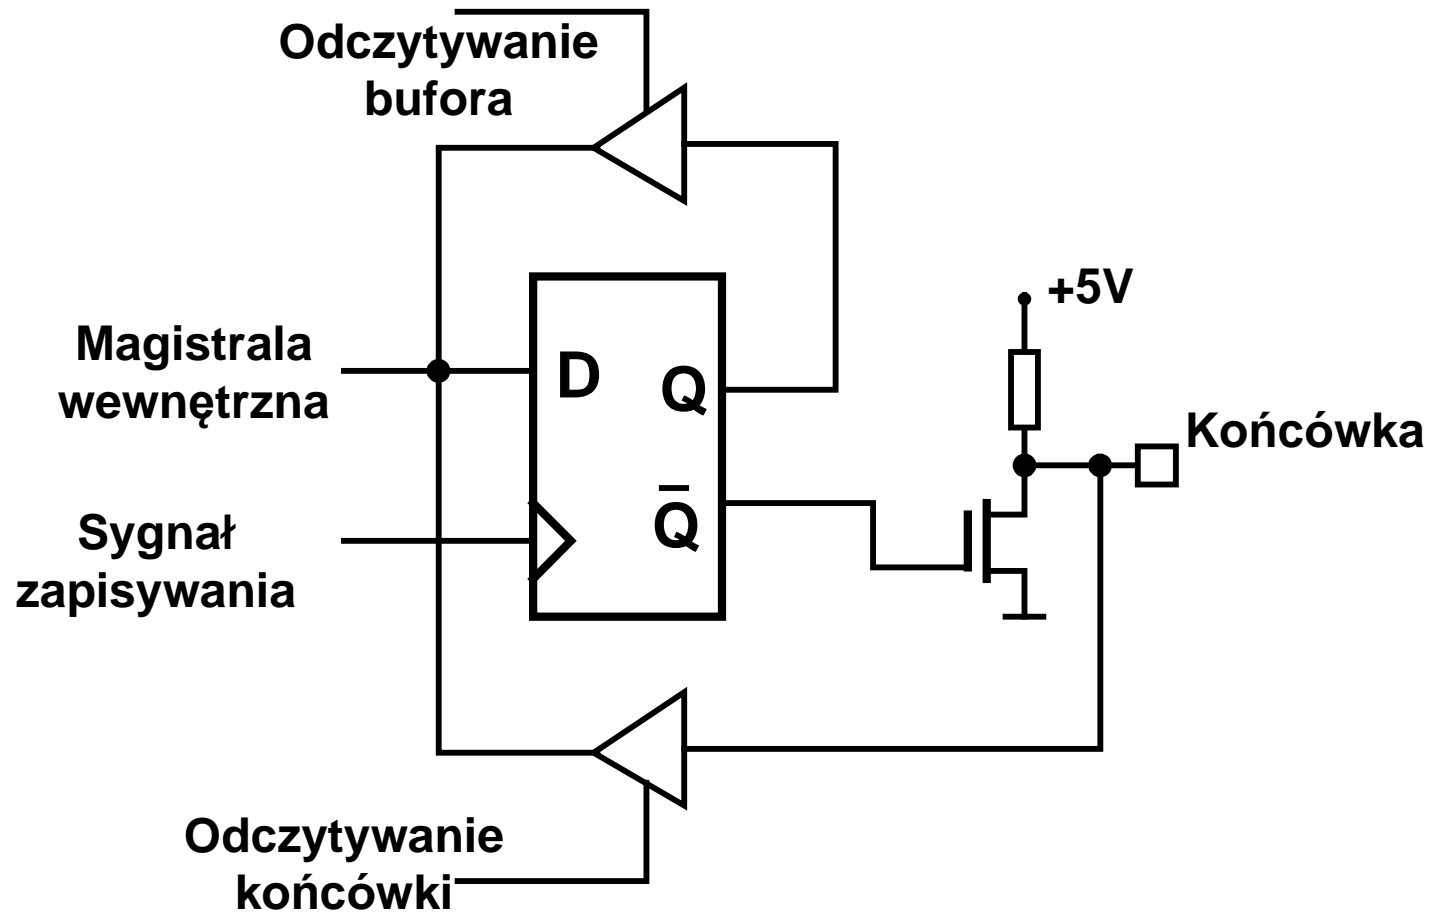 Odczytywanie
bufora
+5V
Magistrala
wewnętrzna
D
Q
Końcówka
Sygnał
zapisywania
Q̅
Odczytywanie
końcówki